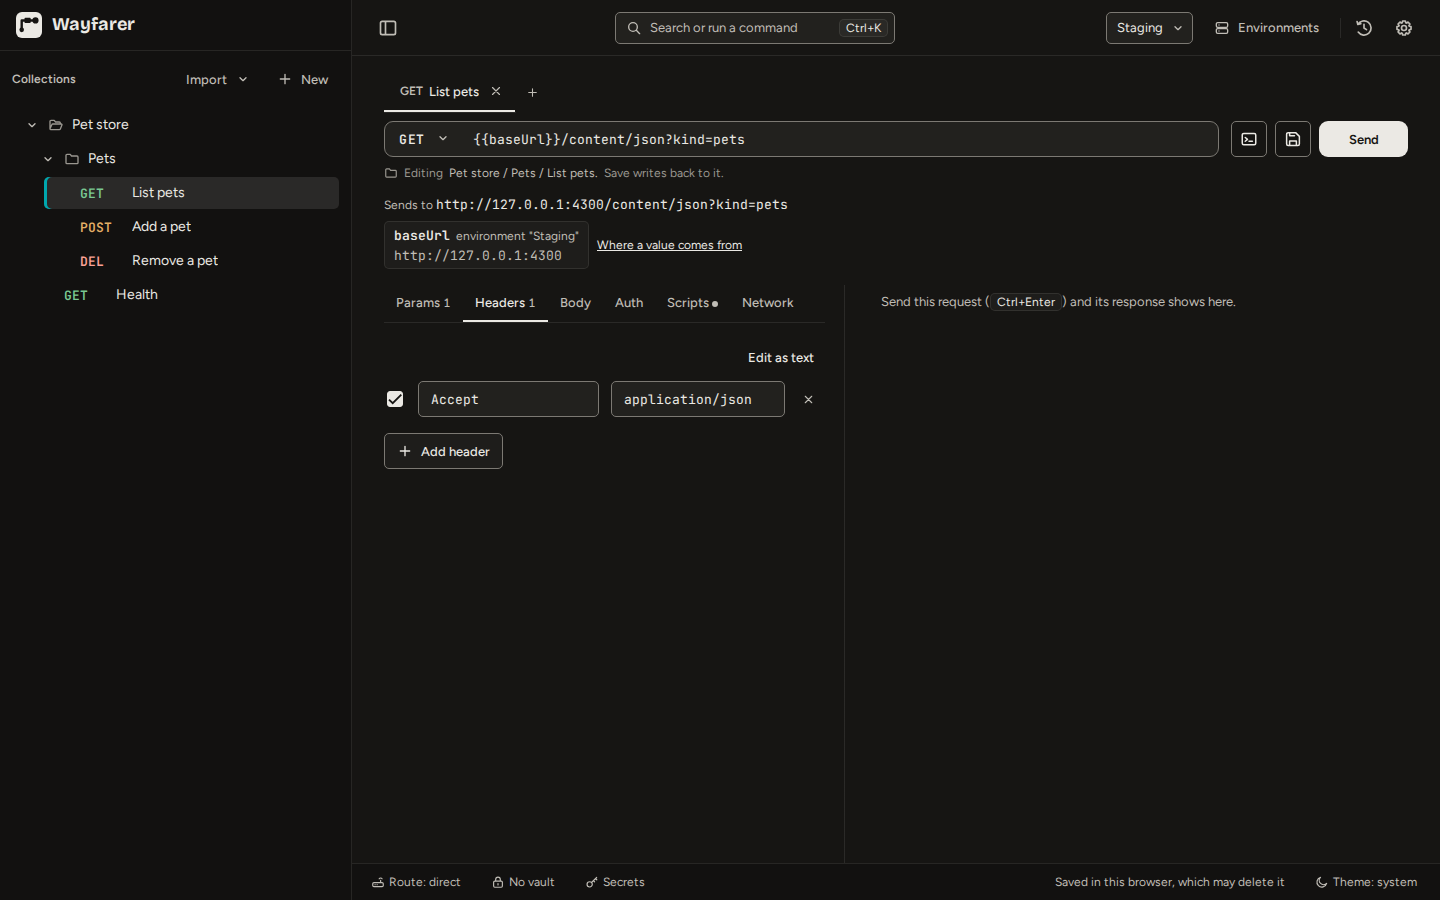 Wayfarer
Search or run a command Ctrl+K
Staging
Environments
Collections
Import
New
Pet store
Pets
GET List pets
POST Add a pet
DEL Remove a pet
GET Health
GET List pets
GET {{baseUrl}}/content/json?kind=pets
Send
Editing Pet store / Pets / List pets. Save writes back to it.
Sends to http://127.0.0.1:4300/content/json?kind=pets
baseUrl environment "Staging"
http://127.0.0.1:4300
Where a value comes from
Params 1 Headers 1 Body Auth Scripts Network
Edit as text
Accept application/json
Add header
Send this request (Ctrl+Enter) and its response shows here.
Route: direct
No vault
Secrets
Saved in this browser, which may delete it
Theme: system